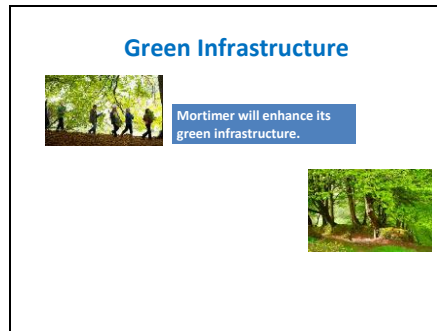 Green Infrastructure
Mortimer will enhance its
green infrastructure.